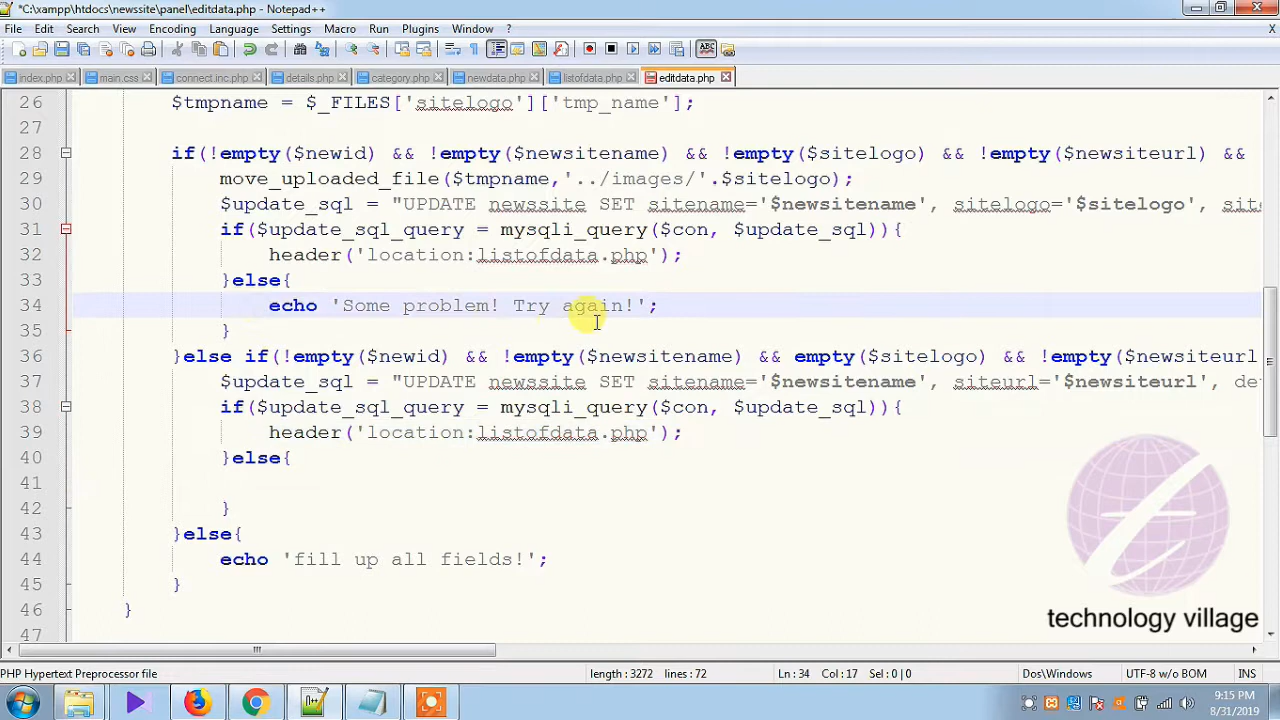 *C:\xampp\htdocs\newssite\panel\editdata.php - Notepad++
File Edit Search View Encoding Language Settings Macro Run Plugins Window ? X
index.php main.css connect.inc.php details.php category.php newdata.php listofdata.php editdata.php
26 $tmpname = $_FILES['sitelogo']['tmp_name'];
27
28 if(!empty($newid) && !empty($newsitename) && !empty($sitelogo) && !empty($newsiteurl) &&
29 move_uploaded_file($tmpname,'../images/'.$sitelogo);
30 $update_sql = "UPDATE newssite SET sitename='$newsitename', sitelogo='$sitelogo', sit
31 if($update_sql_query = mysqli_query($con, $update_sql)){
32 header('location:listofdata.php');
33 }else{
34 echo 'Some problem! Try again!';
35 }
36 }else if(!empty($newid) && !empty($newsitename) && empty($sitelogo) && !empty($newsiteurl
37 $update_sql = "UPDATE newssite SET sitename='$newsitename', siteurl='$newsiteurl', de
38 if($update_sql_query = mysqli_query($con, $update_sql)){
39 header('location:listofdata.php');
40 }else{
41
42 }
43 }else{
44 echo 'fill up all fields!';
45 }
46 }
47
technology village
PHP Hypertext Preprocessor file length : 3272 lines : 72 Ln : 34 Col : 17 Sel : 0 | 0 Dos\Windows UTF-8 w/o BOM INS
9:15 PM
8/31/2019